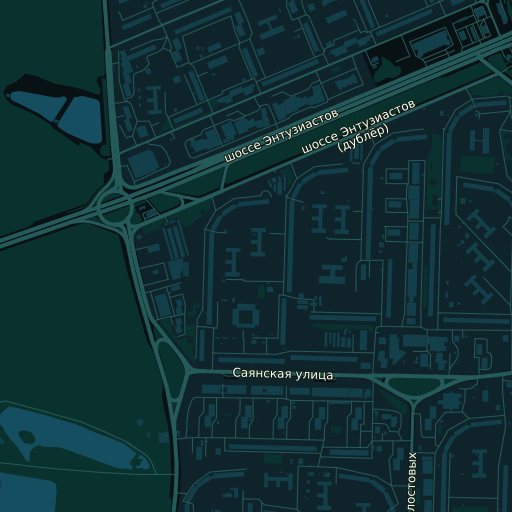 шоссе Энтузиастов
шоссе Энтузиастов
(дублёр)
Саянская улица
лостовых